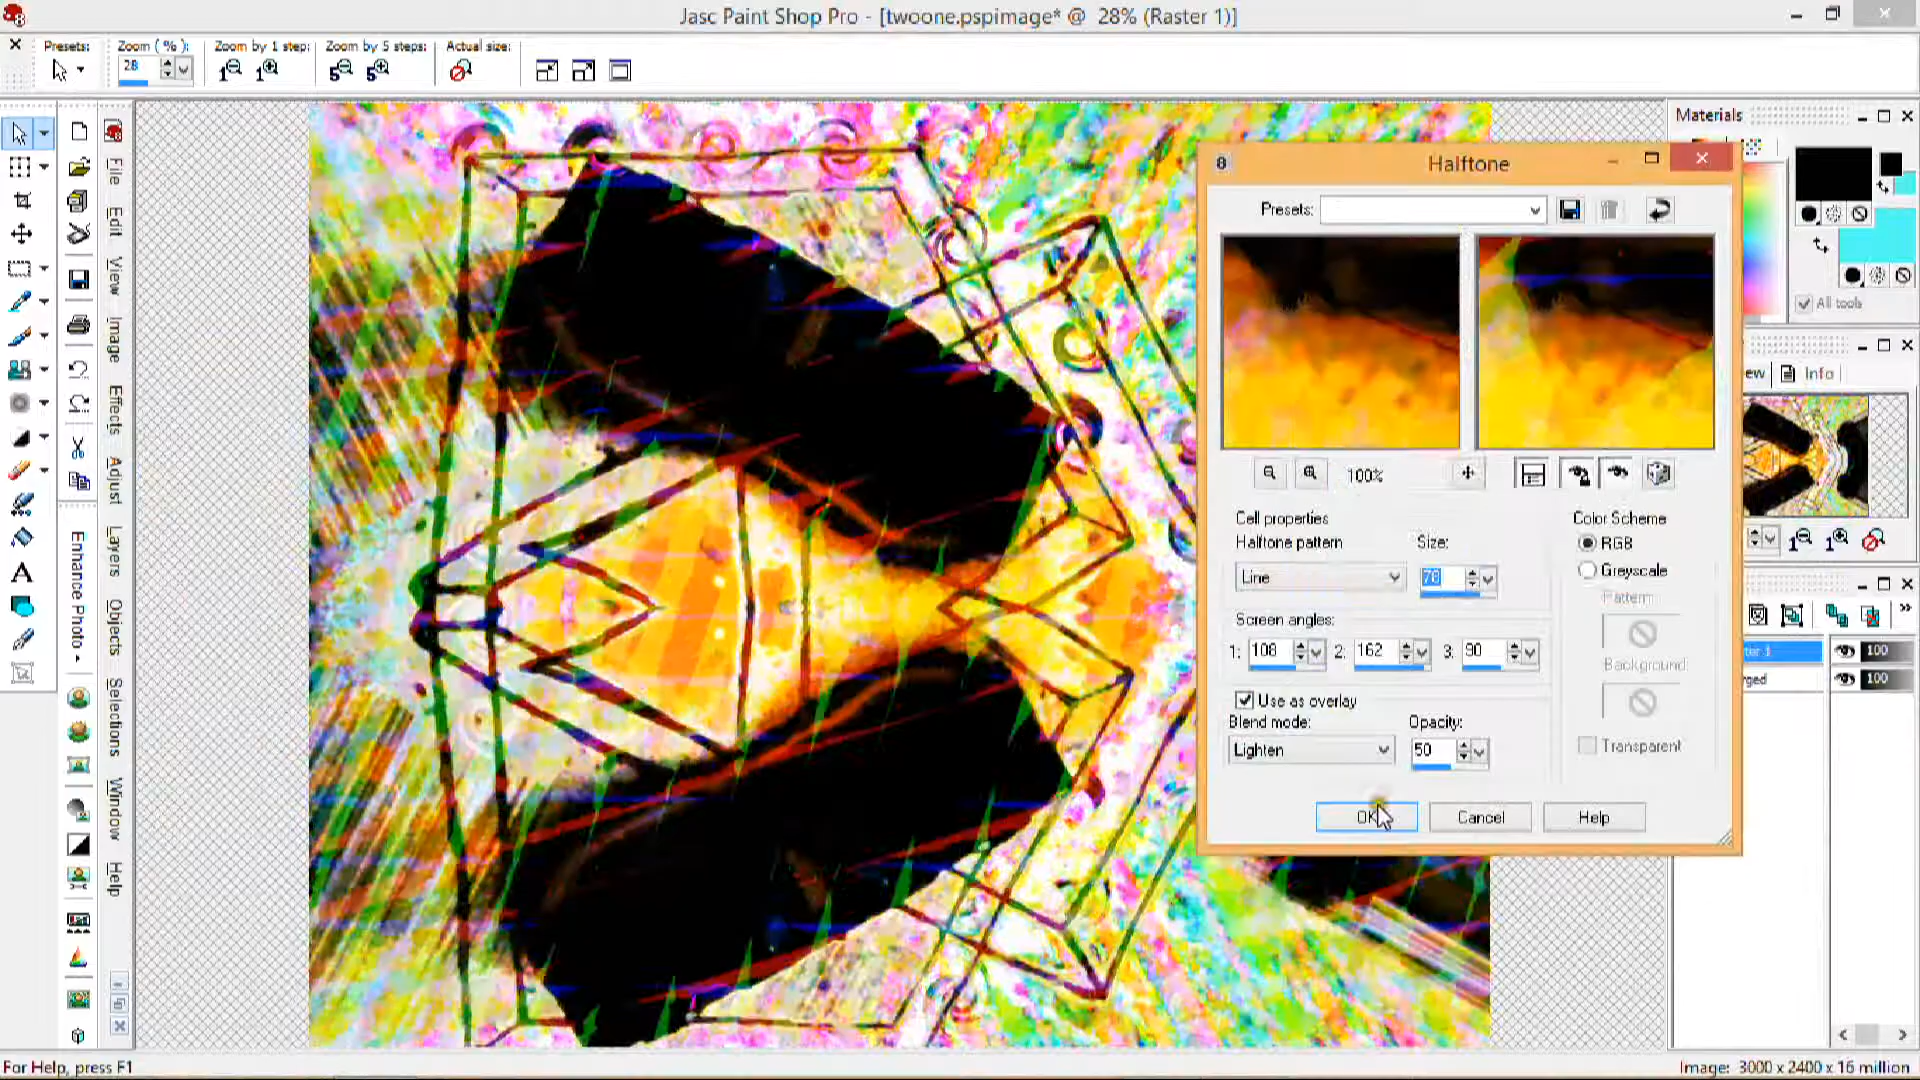 Jasc Paint Shop Pro - [twoone.pspimage* @ 28% (Raster 1)]
Presets:
Zoom (%):
Zoom by 1 step:
Zoom by 5 steps:
Actual size:
28
File
Edit
View
Image
Effects
Adjust
Layers
Objects
Selections
Window
Help
Enhance Photo
Materials
All tools
Info
Halftone
Presets:
100%
Cell properties
Halftone pattern
Size:
Line
Color Scheme
RGB
Greyscale
Pattern:
Background:
Transparent
Screen angles:
1: 108 2: 162 3: 90
Use as overlay
Blend mode:
Opacity:
Lighten
50
OK
Cancel
Help
100
100
For Help, press F1
Image: 3000 x 2400 x 16 million